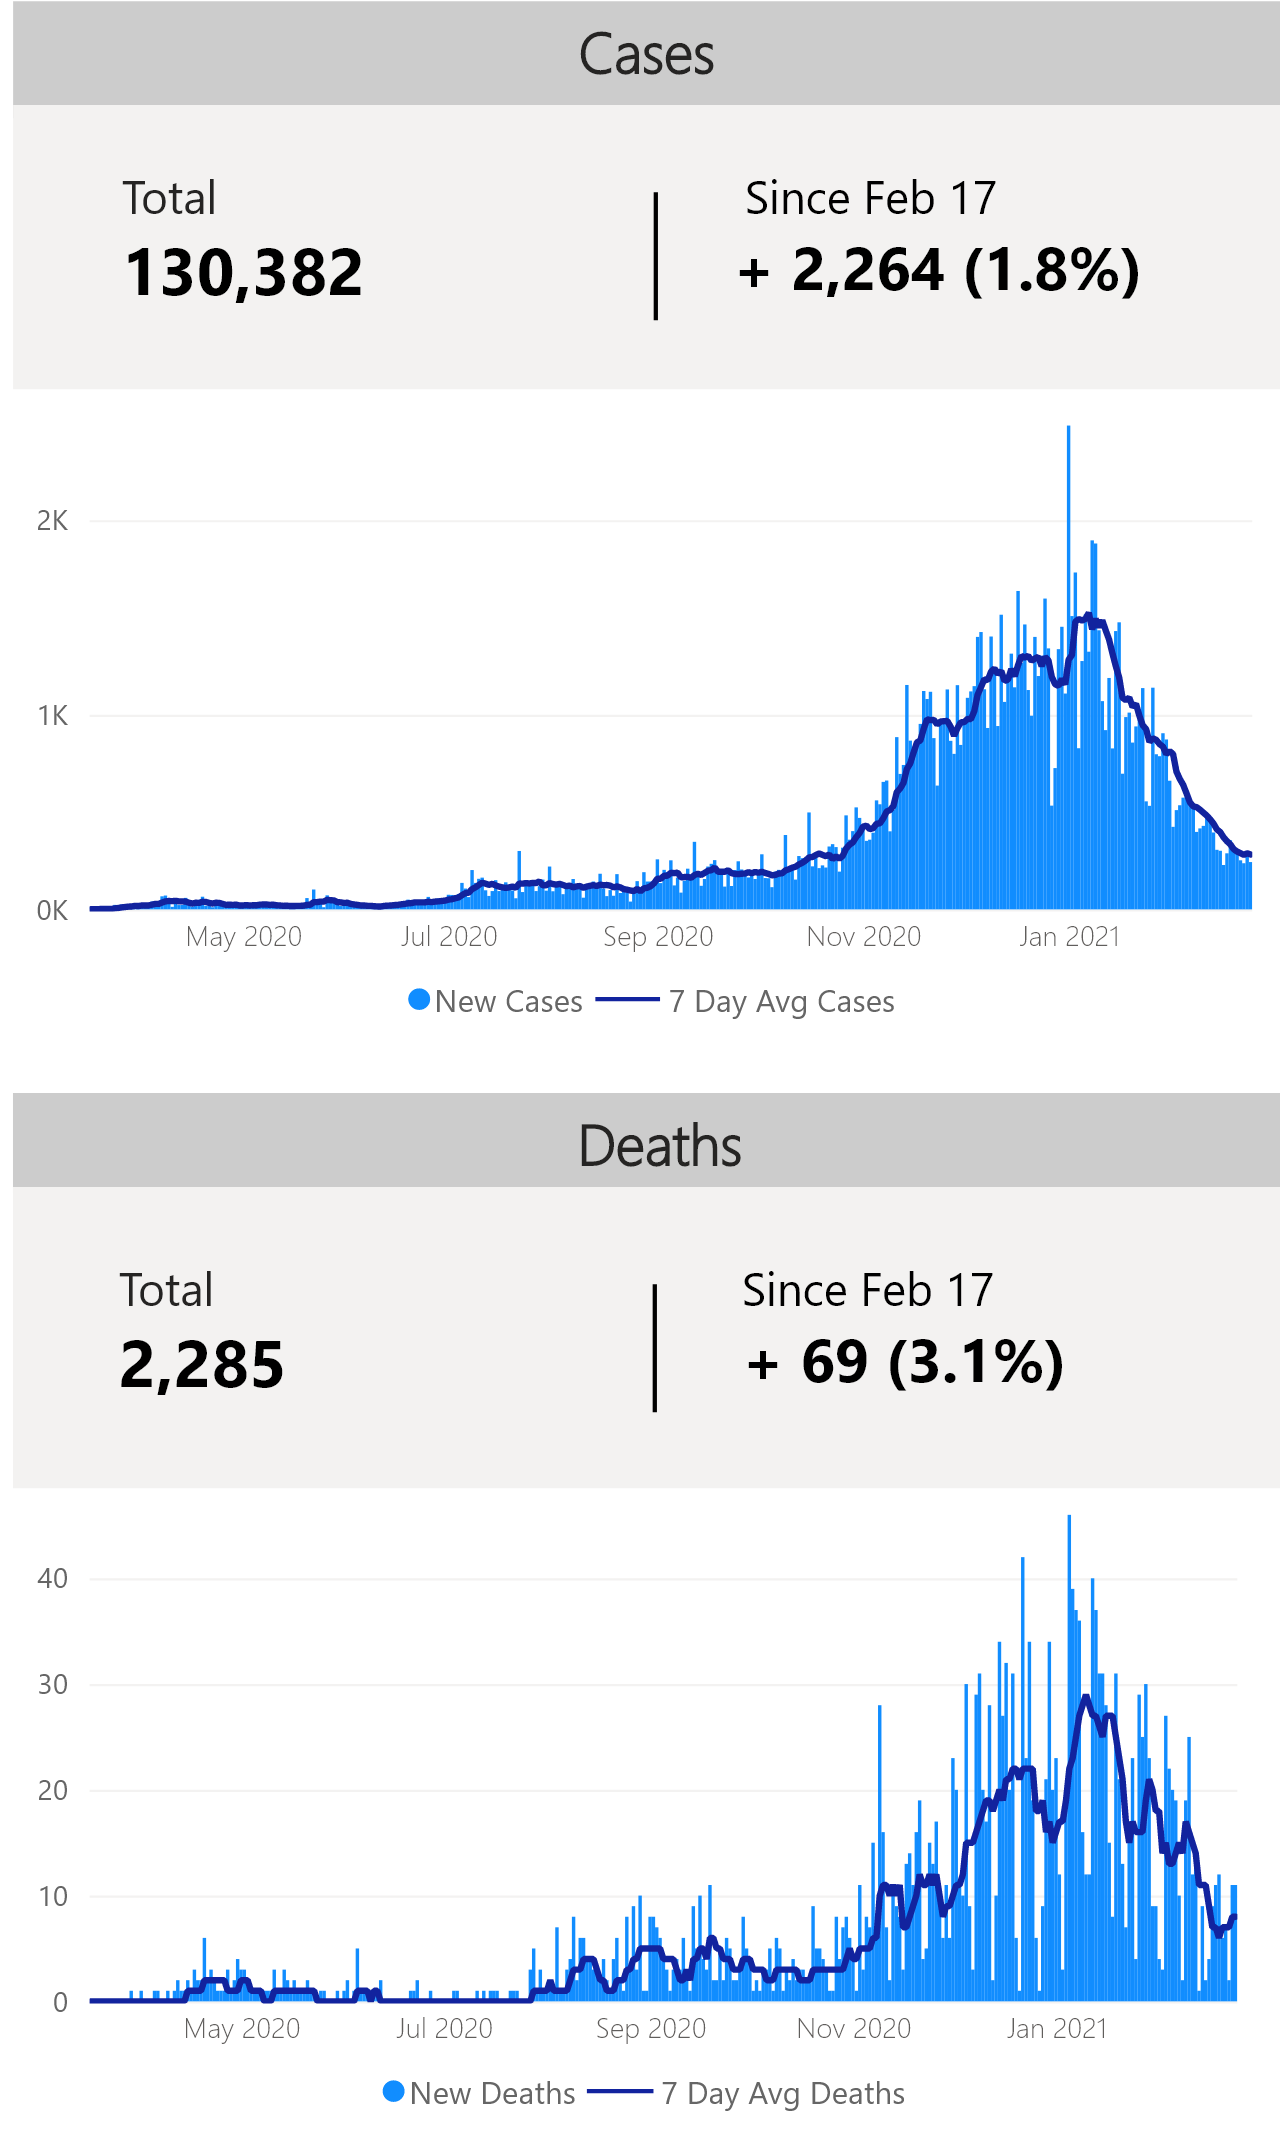 Cases
Total
Since Feb 17
130,382
+ 2,264 (1.8%)
2K
1K
0K
May 2020
Jul 2020
Sep 2020
Nov 2020
Jan 2021
New Cases
7 Day Avg Cases
Deaths
Total
Since Feb 17
2,285
+ 69 (3.1%)
40
30
20
10
0
May 2020
Jul 2020
Sep 2020
Nov 2020
Jan 2021
New Deaths
7 Day Avg Deaths